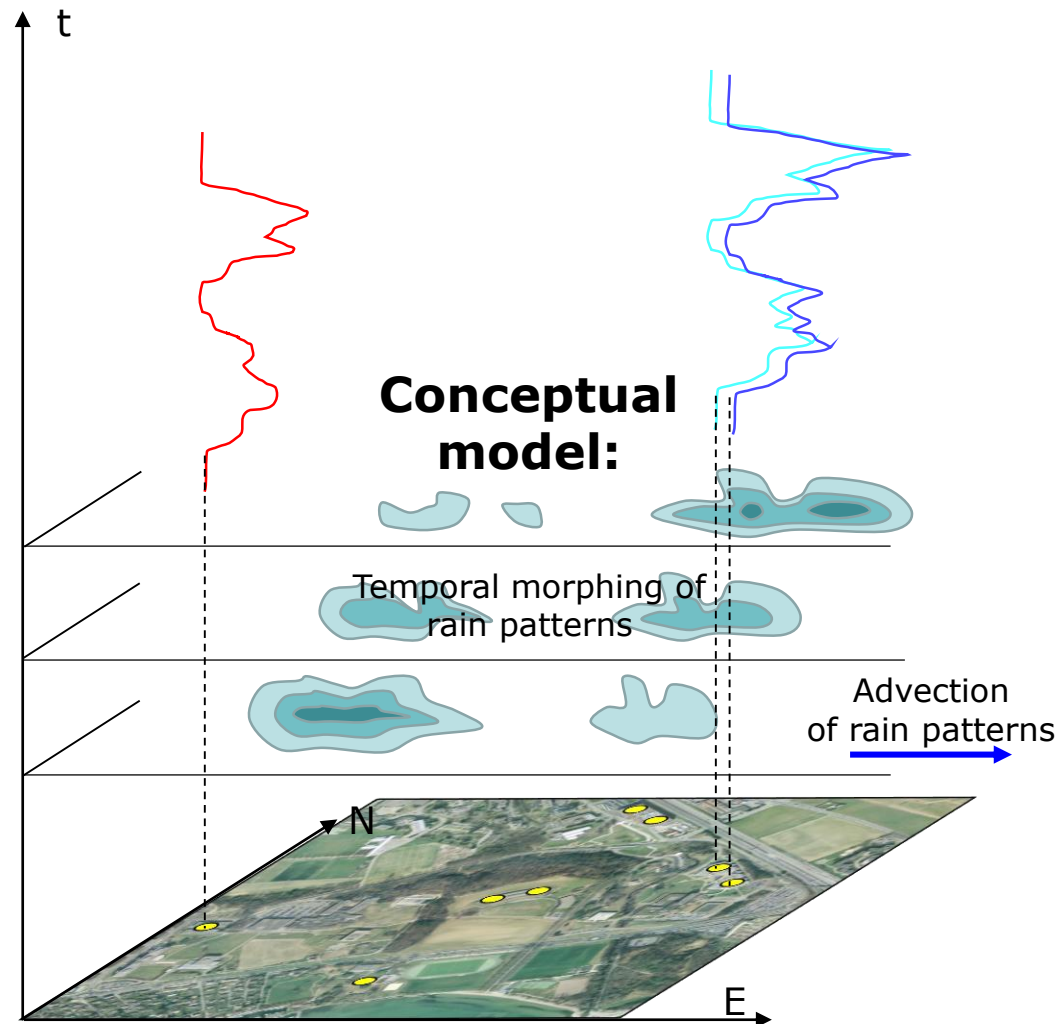 t
Conceptual
model:
Temporal morphing of
rain patterns
Advection
of rain patterns
N
E